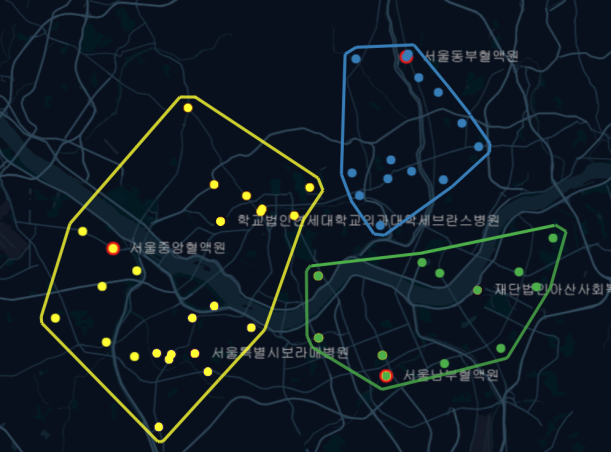 서울동부혈액원
학교법인연세대학교의과대학세브란스병원
서울중앙혈액원
재단법인아산사회복
서울특별시보라매병원
서울남부혈액원